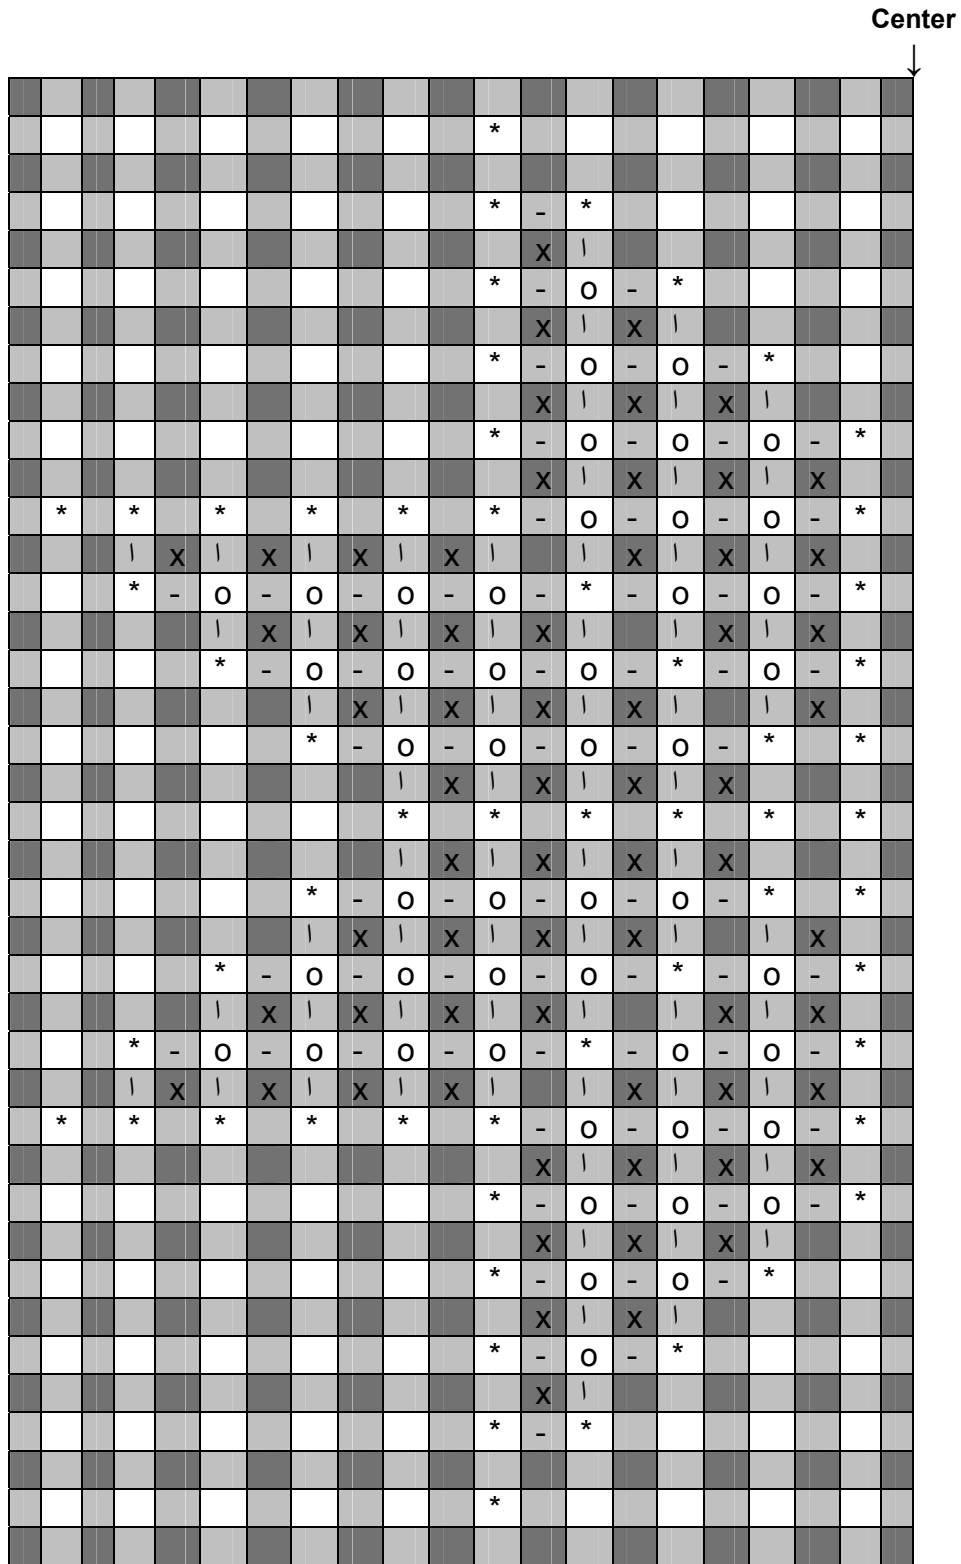 Center
↓
*
* - *
x \
* - o - *
x \ x \
* - o - o - *
x \ x \ x \
* - o - o - o - *
x \ x \ x \ x
* * * * * * - o - o - o - *
\ x \ x \ x \ x \ \ x \ x \ x
* - o - o - o - o - * - o - o - *
\ x \ x \ x \ x \ \ x \ x
* - o - o - o - o - * - o - *
\ x \ x \ x \ x \ \ x
* - o - o - o - o - * *
\ x \ x \ x \ x
* * * * * *
\ x \ x \ x \ x
* - o - o - o - o - * *
\ x \ x \ x \ x \ \ x
* - o - o - o - o - * - o - *
\ x \ x \ x \ x \ \ x \ x
* - o - o - o - o - * - o - o - *
\ x \ x \ x \ x \ \ x \ x \ x
* * * * * * - o - o - o - *
x \ x \ x \ x
* - o - o - o - *
x \ x \ x \
* - o - o - *
x \ x \
* - o - *
x \
* - *
*